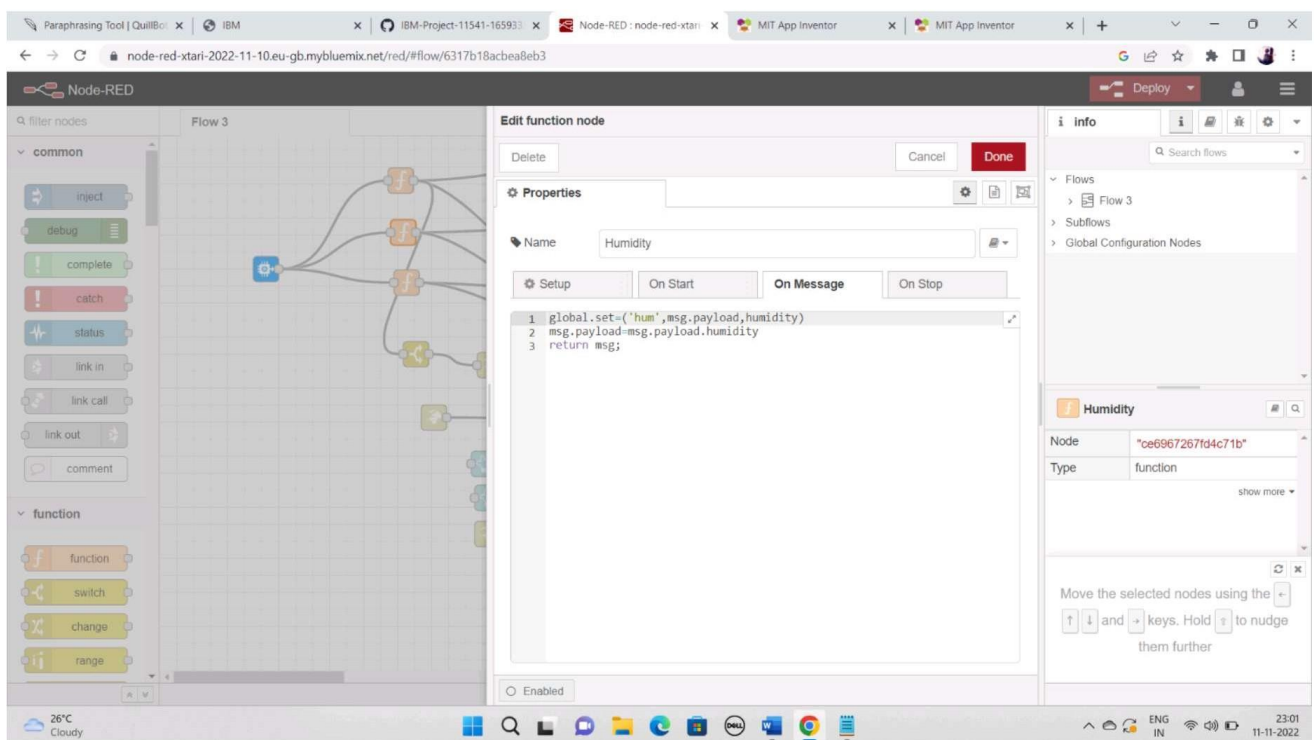 Paraphrasing Tool | QuillBo
IBM
IBM-Project-11541-165933
Node-RED : node-red-xtari
MIT App Inventor
MIT App Inventor
node-red-xtari-2022-11-10.eu-gb.mybluemix.net/red/#flow/6317b18acbea8eb3
Node-RED
Deploy
filter nodes
common
inject
debug
complete
catch
status
link in
link call
link out
comment
function
function
switch
change
range
Flow 3
Edit function node
Delete
Cancel
Done
Properties
Name
Humidity
Setup
On Start
On Message
On Stop
1 global.set=('hum',msg.payload,humidity)
2 msg.payload=msg.payload.humidity
3 return msg;
Enabled
i info
i
Search flows
Flows
Flow 3
Subflows
Global Configuration Nodes
Humidity
Node "ce6967267fd4c71b"
Type function
show more
Move the selected nodes using the ←
↑ ↓ and → keys. Hold ⇧ to nudge
them further
26°C
Cloudy
DELL
ENG
IN
23:01
11-11-2022